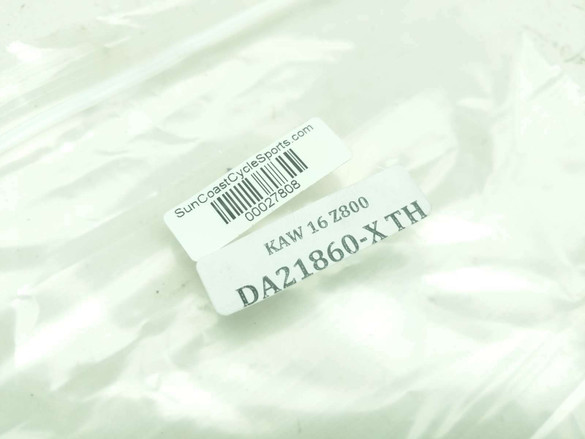 SunCoastCycleSports.com
00027808
KAW 16 Z800
DA21860-X TH